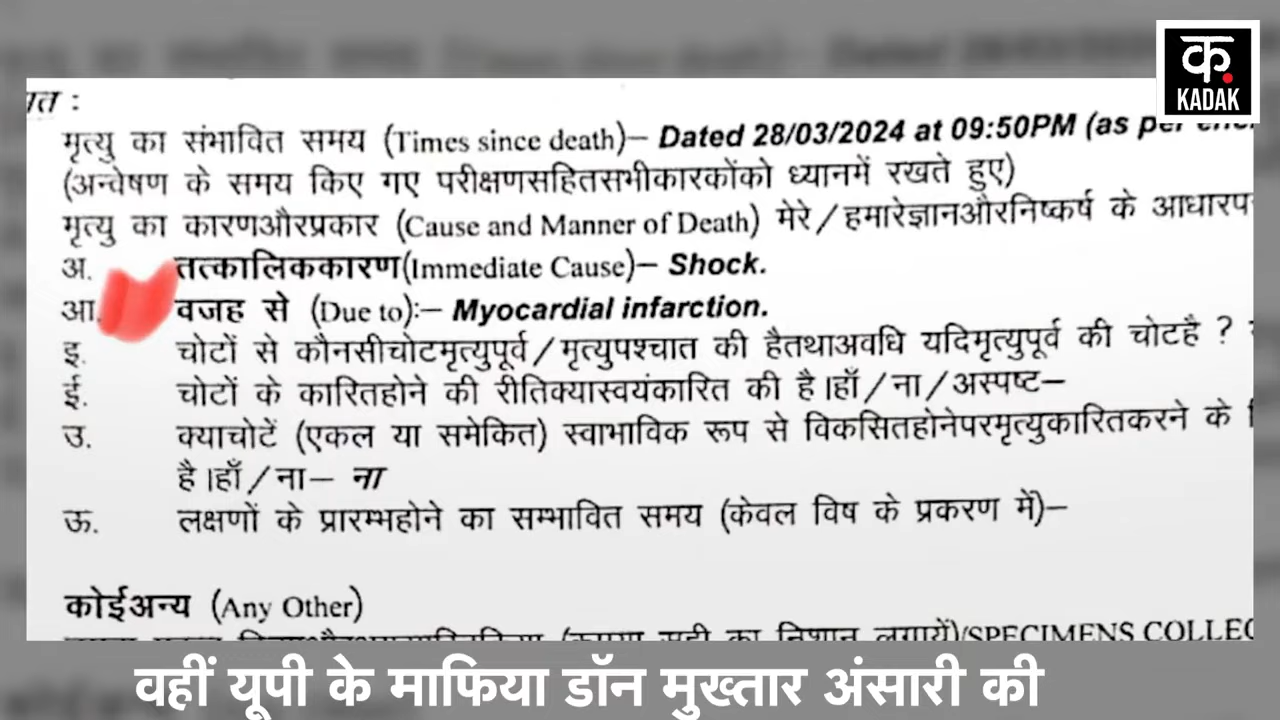 क
KADAK
मृत्यु का संभावित समय (Times since death)– Dated 28/03/2024 at 09:50PM (as per
(अन्वेषण के समय किए गए परीक्षणसहितसभीकारकोंको ध्यानमें रखते हुए)
मृत्यु का कारणऔरप्रकार (Cause and Manner of Death) मेरे/हमारेज्ञानऔरनिष्कर्ष के
अ. तत्कालिककारण(Immediate Cause)– Shock.
आ. वजह से (Due to):– Myocardial infarction.
इ. चोटों से कौनसीचोटमृत्युपूर्व/मृत्युपश्चात की हैतथाअवधि यदिमृत्युपूर्व की चोटहै ?
ई. चोटों के कारितहोने की रीतिक्यास्वयंकारित की है।हाँ/ना/अस्पष्ट–
उ. क्याचोटें (एकल या समेकित) स्वाभाविक रूप से विकसितहोनेपरमृत्युकारितकरने के
है।हाँ/ना– ना
ऊ. लक्षणों के प्रारम्भहोने का सम्भावित समय (केवल विष के प्रकरण में)–
कोईअन्य (Any Other)
वहीं यूपी के माफिया डॉन मुख्तार अंसारी की